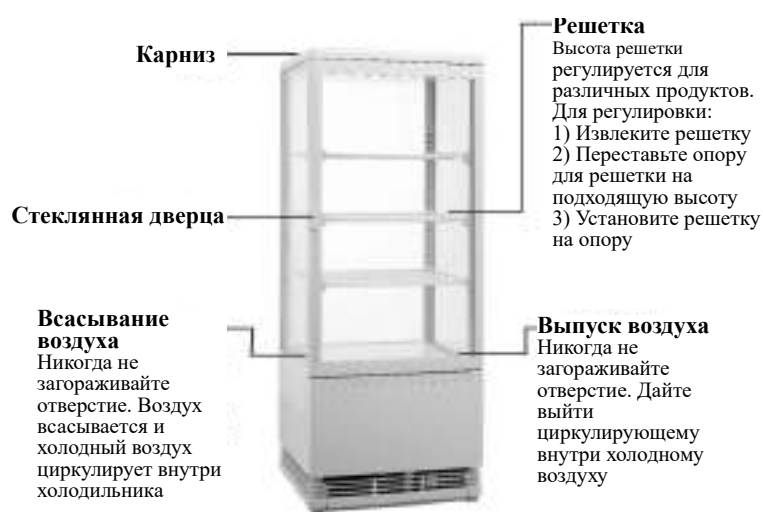 Карниз
Решетка
Высота решетки
регулируется для
различных продуктов.
Для регулировки:
1) Извлеките решетку
2) Переставьте опору
для решетки на
подходящую высоту
3) Установите решетку
на опору
Стеклянная дверца
Всасывание
воздуха
Никогда не
загораживайте
отверстие. Воздух
всасывается и
холодный воздух
циркулирует внутри
холодильника
Выпуск воздуха
Никогда не
загораживайте
отверстие. Дайте
выйти
циркулирующему
внутри холодному
воздуху